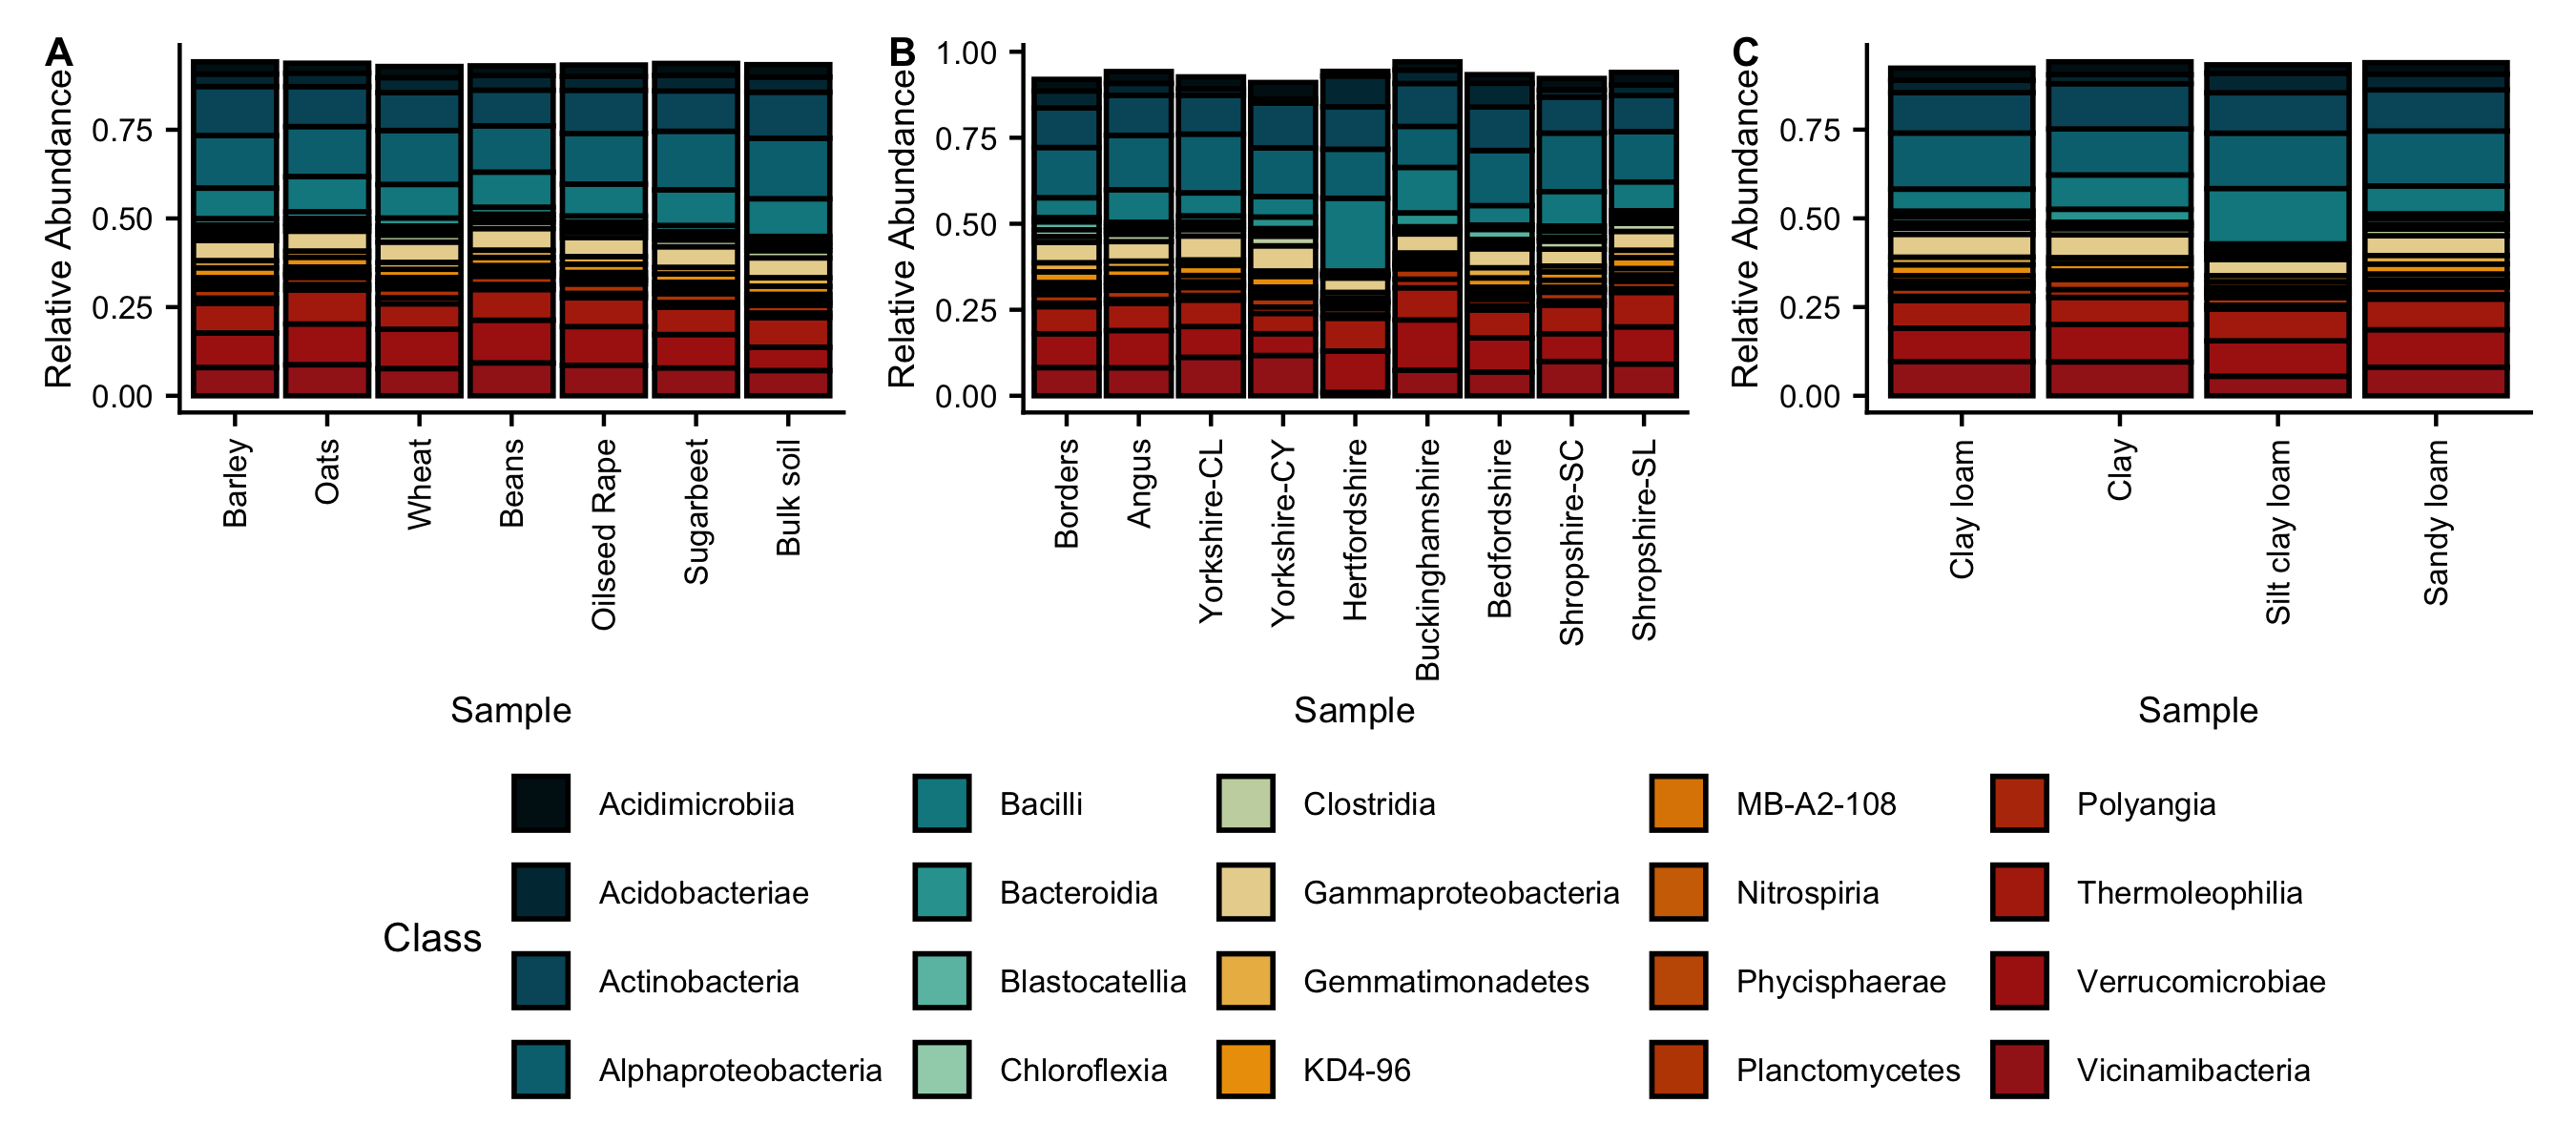 A
Relative Abundance
0.75
0.50
0.25
0.00
Barley
Oats
Wheat
Beans
Oilseed Rape
Sugarbeet
Bulk soil
Sample
B
Relative Abundance
1.00
0.75
0.50
0.25
0.00
Borders
Angus
Yorkshire-CL
Yorkshire-CY
Hertfordshire
Buckinghamshire
Bedfordshire
Shropshire-SC
Shropshire-SL
Sample
C
Relative Abundance
0.75
0.50
0.25
0.00
Clay loam
Clay
Silt clay loam
Sandy loam
Sample
Class
Acidimicrobiia
Acidobacteriae
Actinobacteria
Alphaproteobacteria
Bacilli
Bacteroidia
Blastocatellia
Chloroflexia
Clostridia
Gammaproteobacteria
Gemmatimonadetes
KD4-96
MB-A2-108
Nitrospiria
Phycisphaerae
Planctomycetes
Polyangia
Thermoleophilia
Verrucomicrobiae
Vicinamibacteria